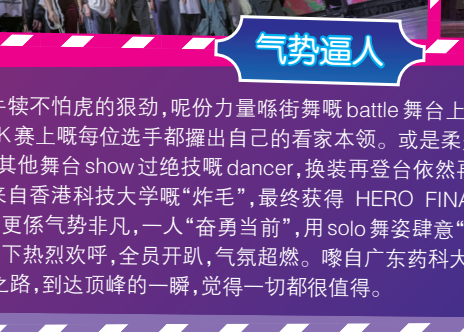 气势逼人
牛犊不怕虎的狠劲,呢份力量喺街舞嘅battle舞台上
K赛上嘅每位选手都攞出自己的看家本领。或是柔
其他舞台show过绝技嘅dancer,换装再登台依然再
来自香港科技大学嘅“炸毛”,最终获得 HERO FINA
更係气势非凡,一人“奋勇当前”,用solo舞姿肆意“
下热烈欢呼,全员开趴,气氛超燃。嚟自广东药科大
之路,到达顶峰的一瞬,觉得一切都很值得。